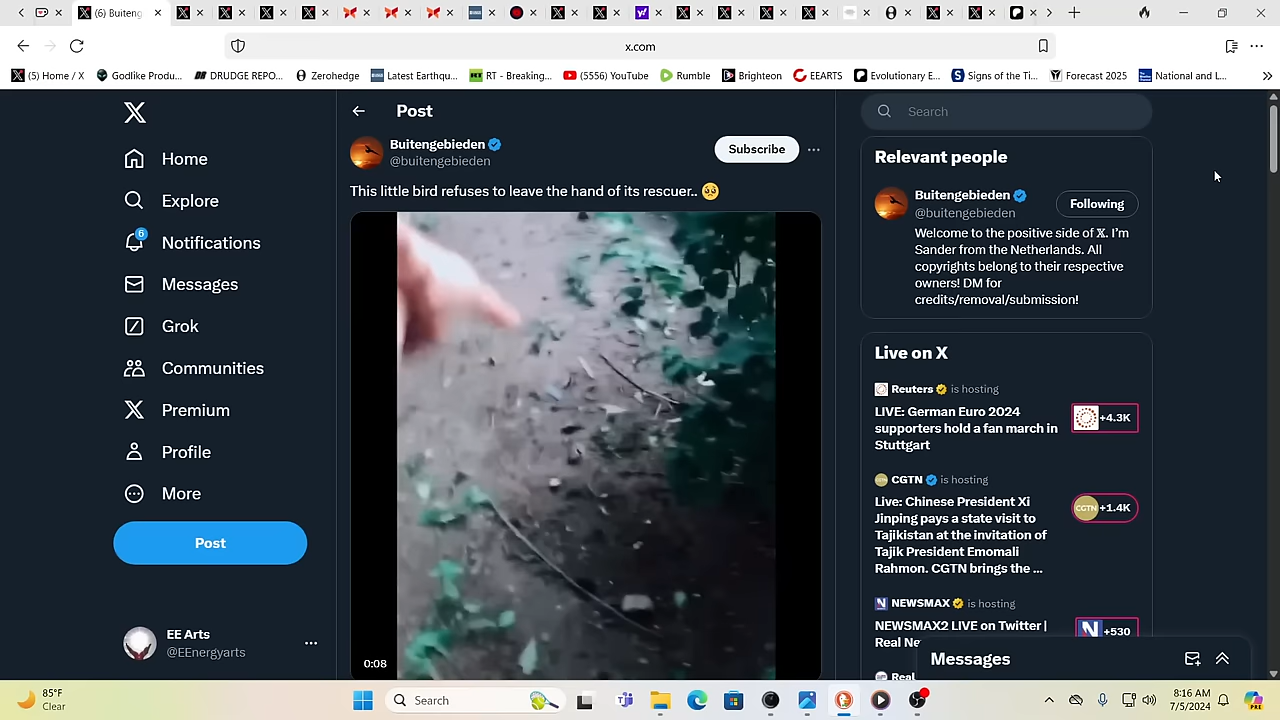 (6) Buiteng
x.com
(5) Home / X
Godlike Produ...
DRUDGE REPO...
Zerohedge
Latest Earthqu...
RT - Breaking...
(5556) YouTube
Rumble
Brighteon
EEARTS
Evolutionary E...
Signs of the Ti...
Forecast 2025
National and L...
Home
Explore
6
Notifications
Messages
Grok
Communities
Premium
Profile
More
Post
EE Arts
@EEnergyarts
Post
Buitengebieden
@buitengebieden
Subscribe
This little bird refuses to leave the hand of its rescuer.. 🥺
0:08
Search
Relevant people
Buitengebieden
@buitengebieden
Following
Welcome to the positive side of 𝕏. I'm
Sander from the Netherlands. All
copyrights belong to their respective
owners! DM for
credits/removal/submission!
Live on X
Reuters is hosting
LIVE: German Euro 2024
supporters hold a fan march in
Stuttgart
+4.3K
CGTN is hosting
Live: Chinese President Xi
Jinping pays a state visit to
Tajikistan at the invitation of
Tajik President Emomali
Rahmon. CGTN brings the ...
CGTN +1.4K
NEWSMAX is hosting
NEWSMAX2 LIVE on Twitter |
Real
+530
Real
Messages
85°F
Clear
Search
8:16 AM
7/5/2024